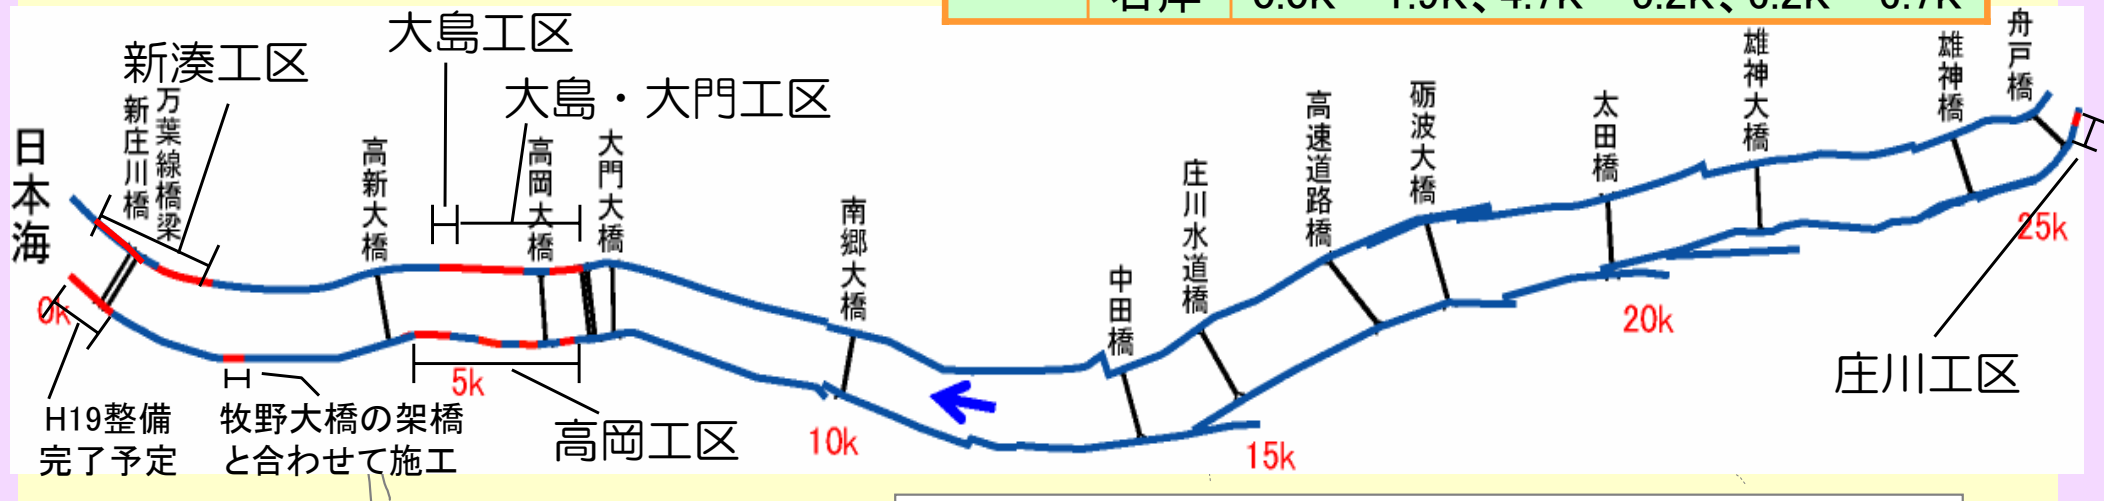 右岸
大島工区
新湊工区
大島・大門工区
日本海
新庄川橋
万葉線橋梁
高新大橋
高岡大橋
大門大橋
南郷大橋
中田橋
庄川水道橋
高速道路橋
砺波大橋
太田橋
雄神大橋
雄神橋
舟戸橋
0k
5k
10k
15k
20k
25k
H19整備
完了予定
牧野大橋の架橋
と合わせて施工
高岡工区
庄川工区